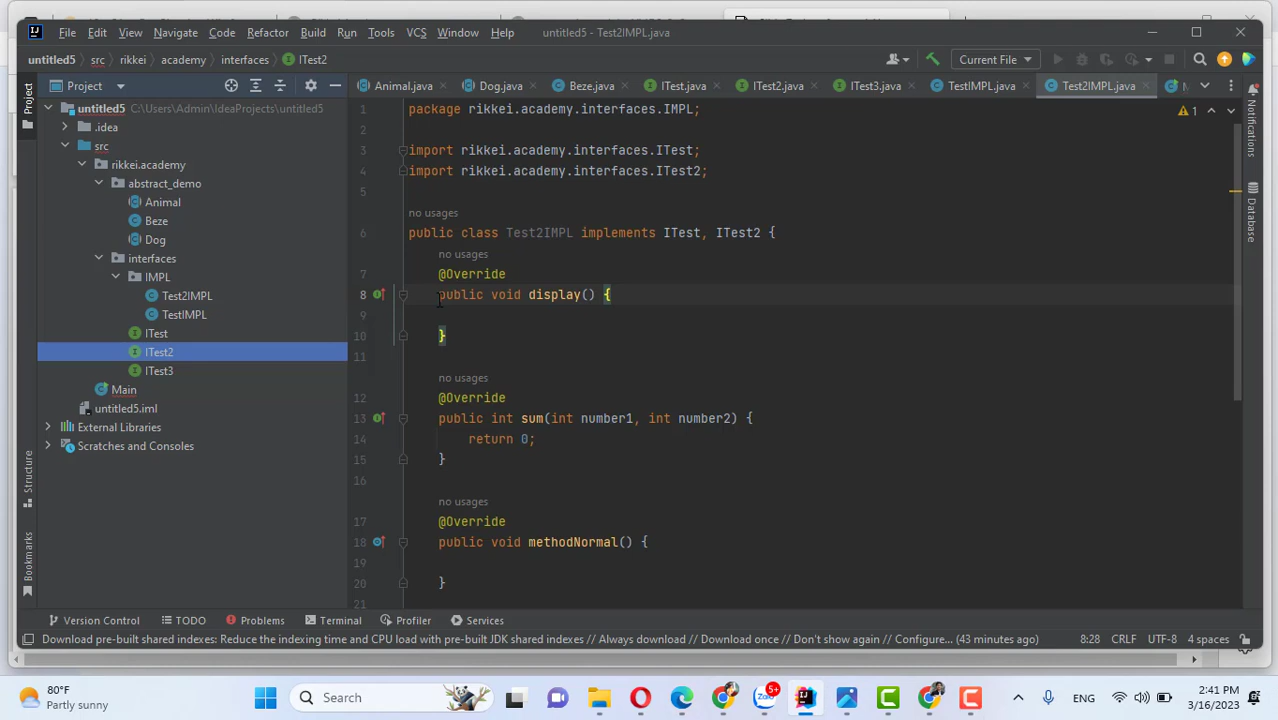 File Edit View Navigate Code Refactor Build Run Tools VCS Window Help untitled5 - Test2IMPL.java
untitled5 src rikkei academy interfaces ITest2 Current File
Project Animal.java Dog.java Beze.java ITest.java ITest2.java ITest3.java TestIMPL.java Test2IMPL.java
Project
Structure
Bookmarks
untitled5 C:\Users\Admin\IdeaProjects\untitled5
.idea
src
rikkei.academy
abstract_demo
Animal
Beze
Dog
interfaces
IMPL
Test2IMPL
TestIMPL
ITest
ITest2
ITest3
Main
untitled5.iml
External Libraries
Scratches and Consoles
1 package rikkei.academy.interfaces.IMPL;
2
3 import rikkei.academy.interfaces.ITest;
4 import rikkei.academy.interfaces.ITest2;
5
no usages
6 public class Test2IMPL implements ITest, ITest2 {
no usages
7 @Override
8 public void display() {
9
10 }
11
no usages
12 @Override
13 public int sum(int number1, int number2) {
14 return 0;
15 }
16
no usages
17 @Override
18 public void methodNormal() {
19
20 }
21
1
Notifications
Database
Version Control TODO Problems Terminal Profiler Services
Download pre-built shared indexes: Reduce the indexing time and CPU load with pre-built JDK shared indexes // Always download // Download once // Don't show again // Configure... (43 minutes ago) 8:28 CRLF UTF-8 4 spaces
80°F
Partly sunny
Search
Zalo
5+
ENG
2:41 PM
3/16/2023